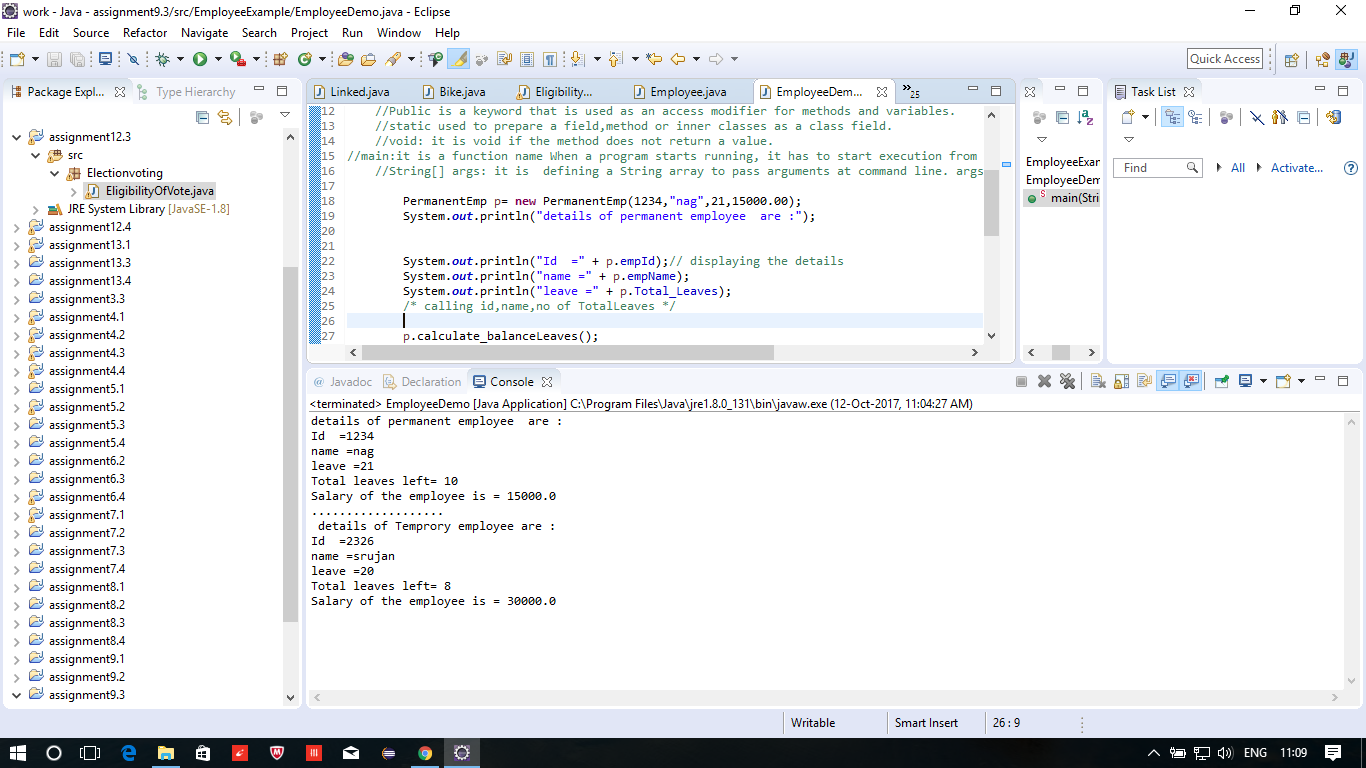 work - Java - assignment9.3/src/EmployeeExample/EmployeeDemo.java - Eclipse
File Edit Source Refactor Navigate Search Project Run Window Help
Quick Access
Package Expl...
Type Hierarchy
assignment12.3
src
Electionvoting
EligibilityOfVote.java
JRE System Library [JavaSE-1.8]
assignment12.4
assignment13.1
assignment13.3
assignment13.4
assignment3.3
assignment4.1
assignment4.2
assignment4.3
assignment4.4
assignment5.1
assignment5.2
assignment5.3
assignment5.4
assignment6.2
assignment6.3
assignment6.4
assignment7.1
assignment7.2
assignment7.3
assignment7.4
assignment8.1
assignment8.2
assignment8.3
assignment8.4
assignment9.1
assignment9.2
assignment9.3
Linked.java Bike.java Eligibility... Employee.java EmployeeDem... »25
12 //Public is a keyword that is used as an access modifier for methods and variables.
13 //static used to prepare a field,method or inner classes as a class field.
14 //void: it is void if the method does not return a value.
15 //main:it is a function name When a program starts running, it has to start execution from
16 //String[] args: it is  defining a String array to pass arguments at command line. args
17
18 PermanentEmp p= new PermanentEmp(1234,"nag",21,15000.00);
19 System.out.println("details of permanent employee  are :");
20
21
22 System.out.println("Id  =" + p.empId);// displaying the details
23 System.out.println("name =" + p.empName);
24 System.out.println("leave =" + p.Total_Leaves);
25 /* calling id,name,no of TotalLeaves */
26
27 p.calculate_balanceLeaves();
EmployeeExar
EmployeeDem
S main(Stri
Task List
Find All Activate...
@ Javadoc Declaration Console
<terminated> EmployeeDemo [Java Application] C:\Program Files\Java\jre1.8.0_131\bin\javaw.exe (12-Oct-2017, 11:04:27 AM)
details of permanent employee  are :
Id  =1234
name =nag
leave =21
Total leaves left= 10
Salary of the employee is = 15000.0
..................
 details of Temprory employee are :
Id  =2326
name =srujan
leave =20
Total leaves left= 8
Salary of the employee is = 30000.0
Writable Smart Insert 26 : 9
ENG 11:09